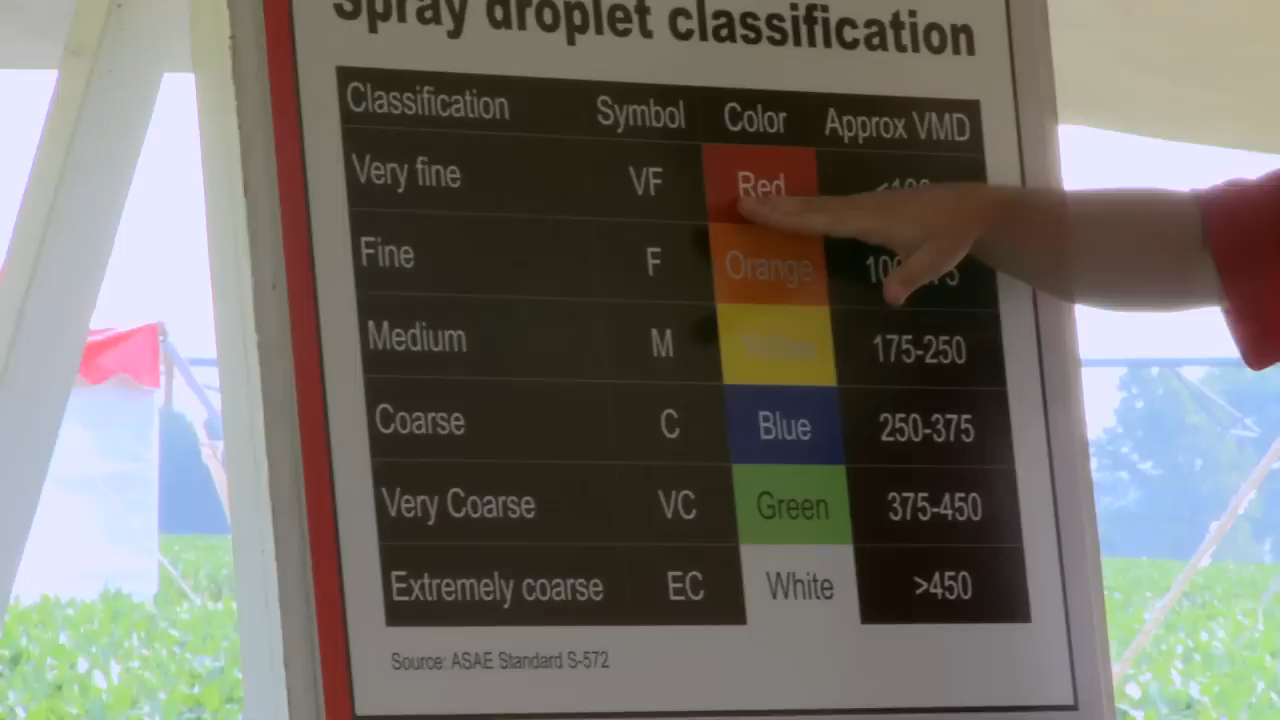 Spray droplet classification
Classification Symbol Color Approx VMD
Very fine VF Red
Fine F Orange
Medium M Yellow 175-250
Coarse C Blue 250-375
Very Coarse VC Green 375-450
Extremely coarse EC White >450
Source: ASAE Standard S-572